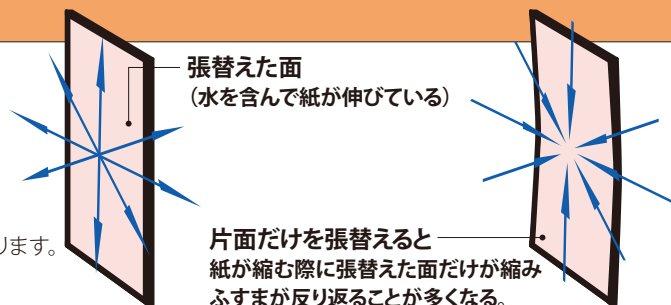 張替えた面
（水を含んで紙が伸びている）
ります。
片面だけを張替えると
紙が縮む際に張替えた面だけが縮み
ふすまが反り返ることが多くなる。